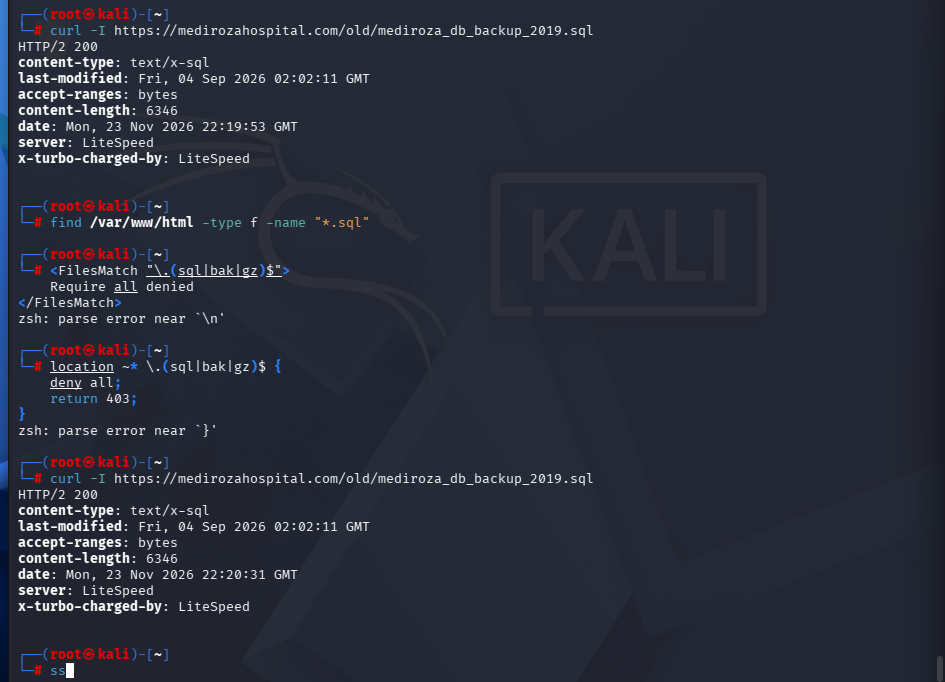 ┌──(root㉿kali)-[~]
└─# curl -I https://medirozahospital.com/old/mediroza_db_backup_2019.sql
HTTP/2 200
content-type: text/x-sql
last-modified: Fri, 04 Sep 2026 02:02:11 GMT
accept-ranges: bytes
content-length: 6346
date: Mon, 23 Nov 2026 22:19:53 GMT
server: LiteSpeed
x-turbo-charged-by: LiteSpeed
┌──(root㉿kali)-[~]
└─# find /var/www/html -type f -name "*.sql"
┌──(root㉿kali)-[~]
└─# <FilesMatch "\.(sql|bak|gz)$">
    Require all denied
</FilesMatch>
zsh: parse error near `\n'
┌──(root㉿kali)-[~]
└─# location ~* \.(sql|bak|gz)$ {
    deny all;
    return 403;
}
zsh: parse error near `}'
┌──(root㉿kali)-[~]
└─# curl -I https://medirozahospital.com/old/mediroza_db_backup_2019.sql
HTTP/2 200
content-type: text/x-sql
last-modified: Fri, 04 Sep 2026 02:02:11 GMT
accept-ranges: bytes
content-length: 6346
date: Mon, 23 Nov 2026 22:20:31 GMT
server: LiteSpeed
x-turbo-charged-by: LiteSpeed
┌──(root㉿kali)-[~]
└─# ss
KALI